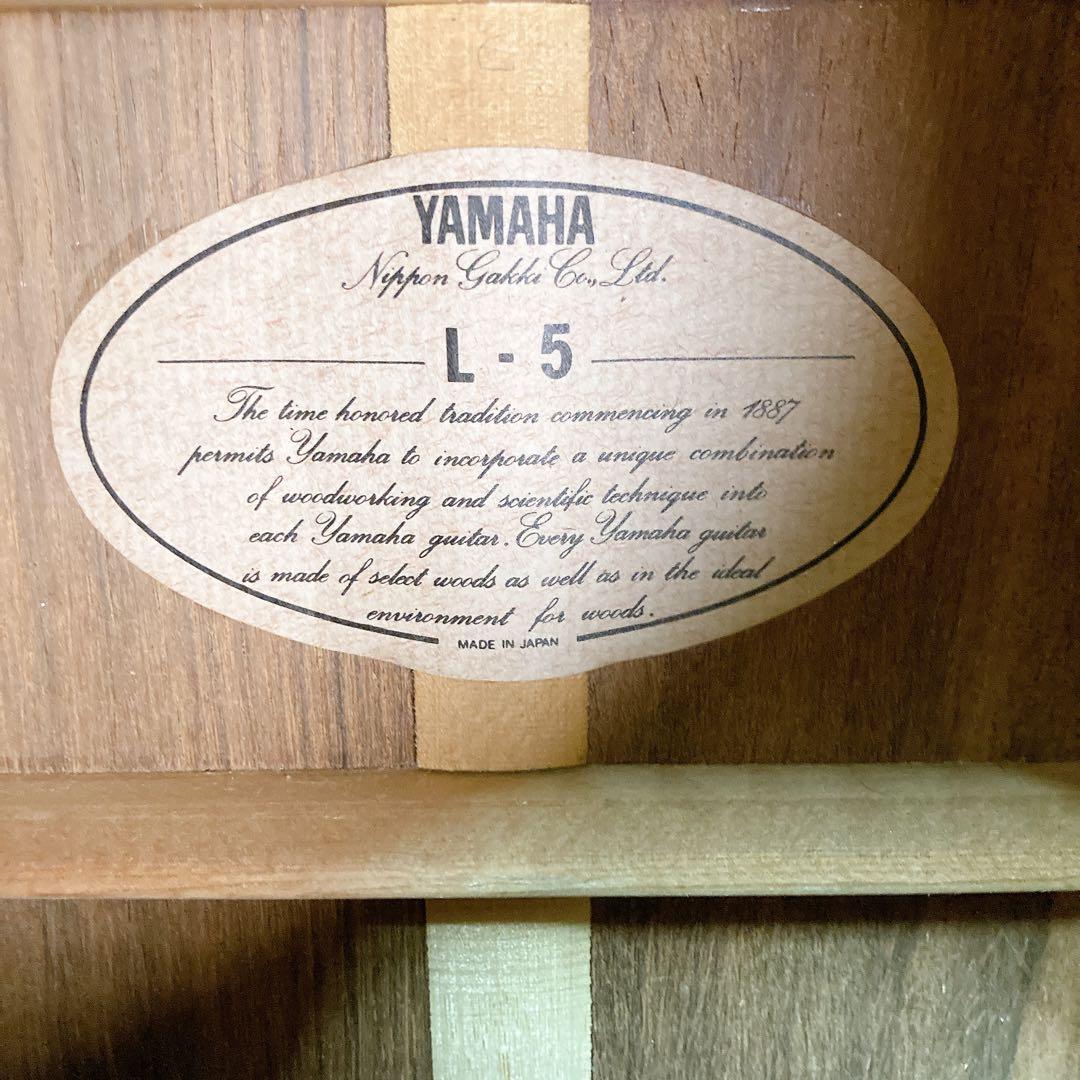 YAMAHA
Nippon Gakki Co., Ltd.
L - 5
The time honored tradition commencing in 1887
permits Yamaha to incorporate a unique combination
of woodworking and scientific technique into
each Yamaha guitar. Every Yamaha guitar
is made of select woods as well as in the ideal
environment for woods.
MADE IN JAPAN